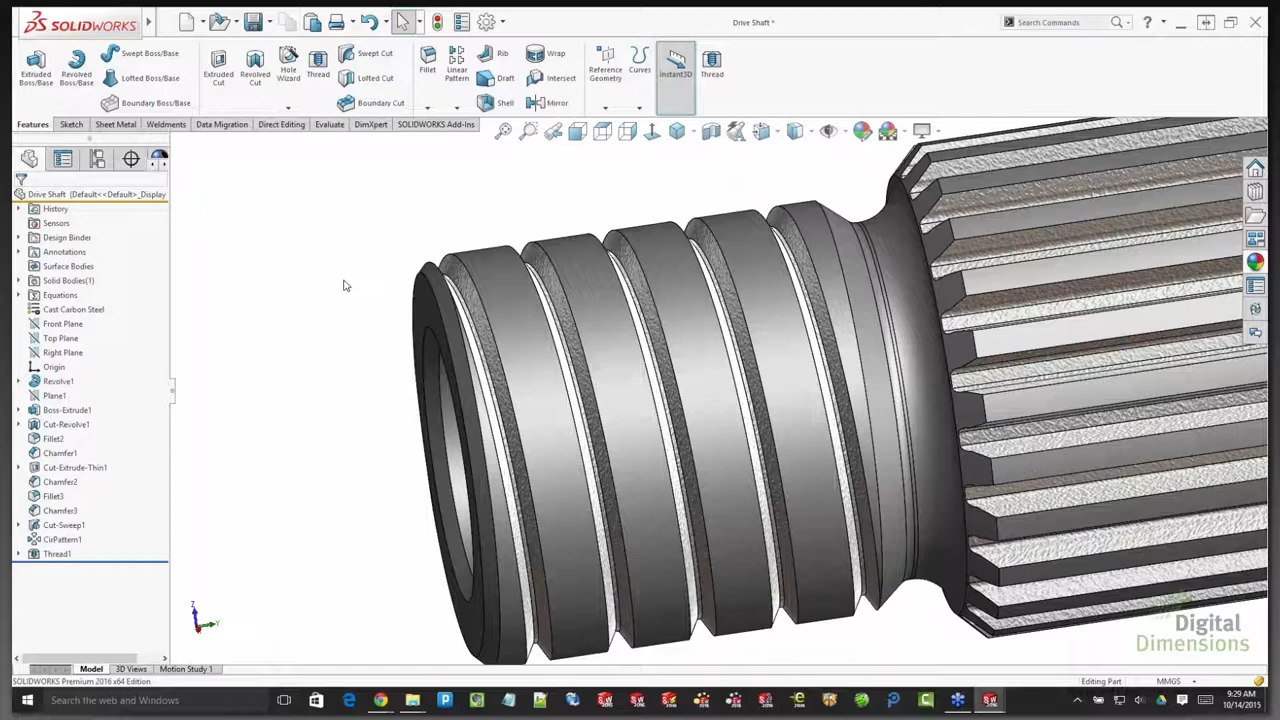 SOLIDWORKS
Drive Shaft *
Search Commands
Extruded Boss/Base
Revolved Boss/Base
Swept Boss/Base
Lofted Boss/Base
Boundary Boss/Base
Extruded Cut
Revolved Cut
Hole Wizard
Thread
Swept Cut
Lofted Cut
Boundary Cut
Fillet
Linear Pattern
Rib
Draft
Shell
Wrap
Intersect
Mirror
Reference Geometry
Curves
Instant3D
Thread
Features
Sketch
Sheet Metal
Weldments
Data Migration
Direct Editing
Evaluate
DimXpert
SOLIDWORKS Add-Ins
Drive Shaft (Default<<Default>_Display
History
Sensors
Design Binder
Annotations
Surface Bodies
Solid Bodies(1)
Equations
Cast Carbon Steel
Front Plane
Top Plane
Right Plane
Origin
Revolve1
Plane1
Boss-Extrude1
Cut-Revolve1
Fillet2
Chamfer1
Cut-Extrude-Thin1
Chamfer2
Fillet3
Chamfer3
Cut-Sweep1
CirPattern1
Thread1
Z
Y
Digital
Dimensions
Model
3D Views
Motion Study 1
SOLIDWORKS Premium 2016 x64 Edition
Editing Part
MMGS
Search the web and Windows
9:29 AM
10/14/2015